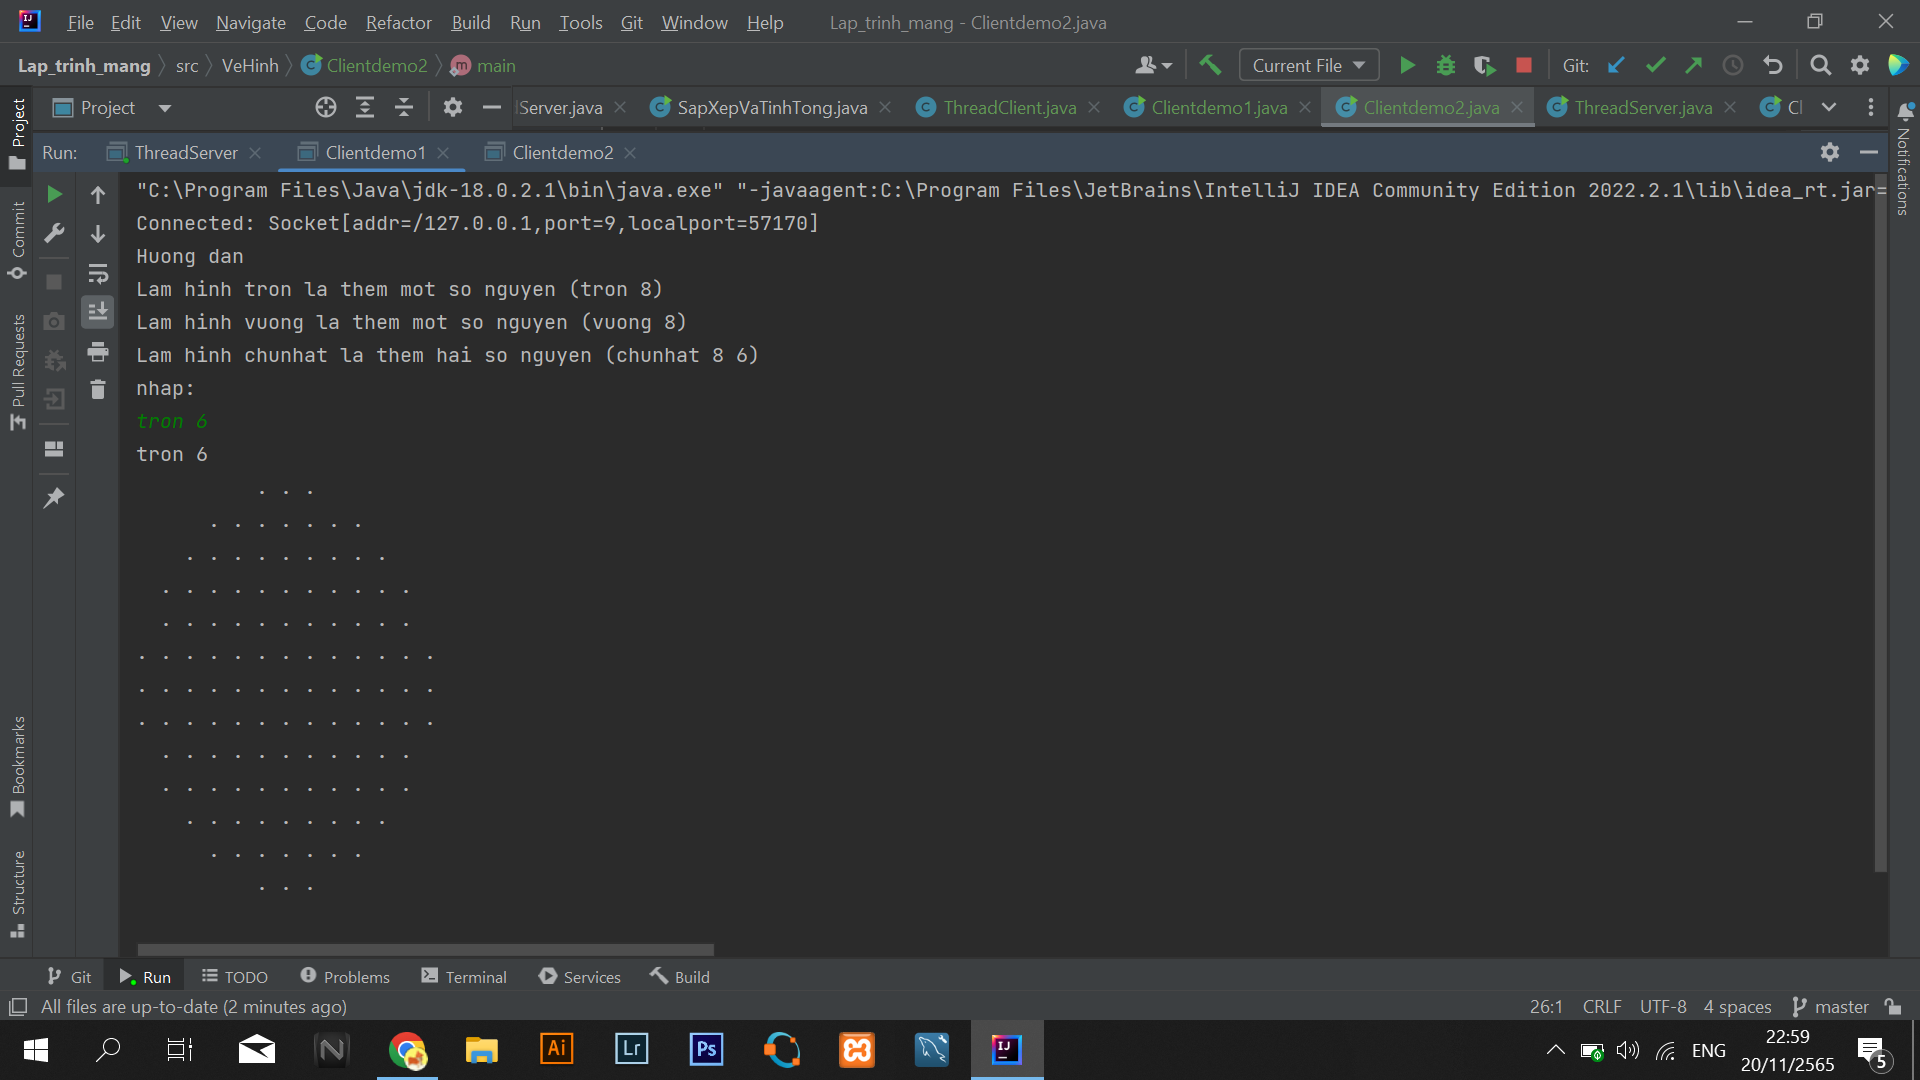 File Edit View Navigate Code Refactor Build Run Tools Git Window Help Lap_trinh_mang - Clientdemo2.java
Lap_trinh_mang src VeHinh Clientdemo2 main Current File Git:
Project Server.java SapXepVaTinhTong.java ThreadClient.java Clientdemo1.java Clientdemo2.java ThreadServer.java Cl
Run: ThreadServer Clientdemo1 Clientdemo2
"C:\Program Files\Java\jdk-18.0.2.1\bin\java.exe" "-javaagent:C:\Program Files\JetBrains\IntelliJ IDEA Community Edition 2022.2.1\lib\idea_rt.jar=
Connected: Socket[addr=/127.0.0.1,port=9,localport=57170]
Huong dan
Lam hinh tron la them mot so nguyen (tron 8)
Lam hinh vuong la them mot so nguyen (vuong 8)
Lam hinh chunhat la them hai so nguyen (chunhat 8 6)
nhap:
tron 6
tron 6
. . .
. . . . . . .
. . . . . . . . .
. . . . . . . . . . .
. . . . . . . . . . .
. . . . . . . . . . . . .
. . . . . . . . . . . . .
. . . . . . . . . . . . .
. . . . . . . . . . .
. . . . . . . . . . .
. . . . . . . . .
. . . . . . .
. . .
Project
Commit
Pull Requests
Bookmarks
Structure
Notifications
Git Run TODO Problems Terminal Services Build
All files are up-to-date (2 minutes ago) 26:1 CRLF UTF-8 4 spaces master
Ai Lr Ps IJ ENG
22:59
20/11/2565
5